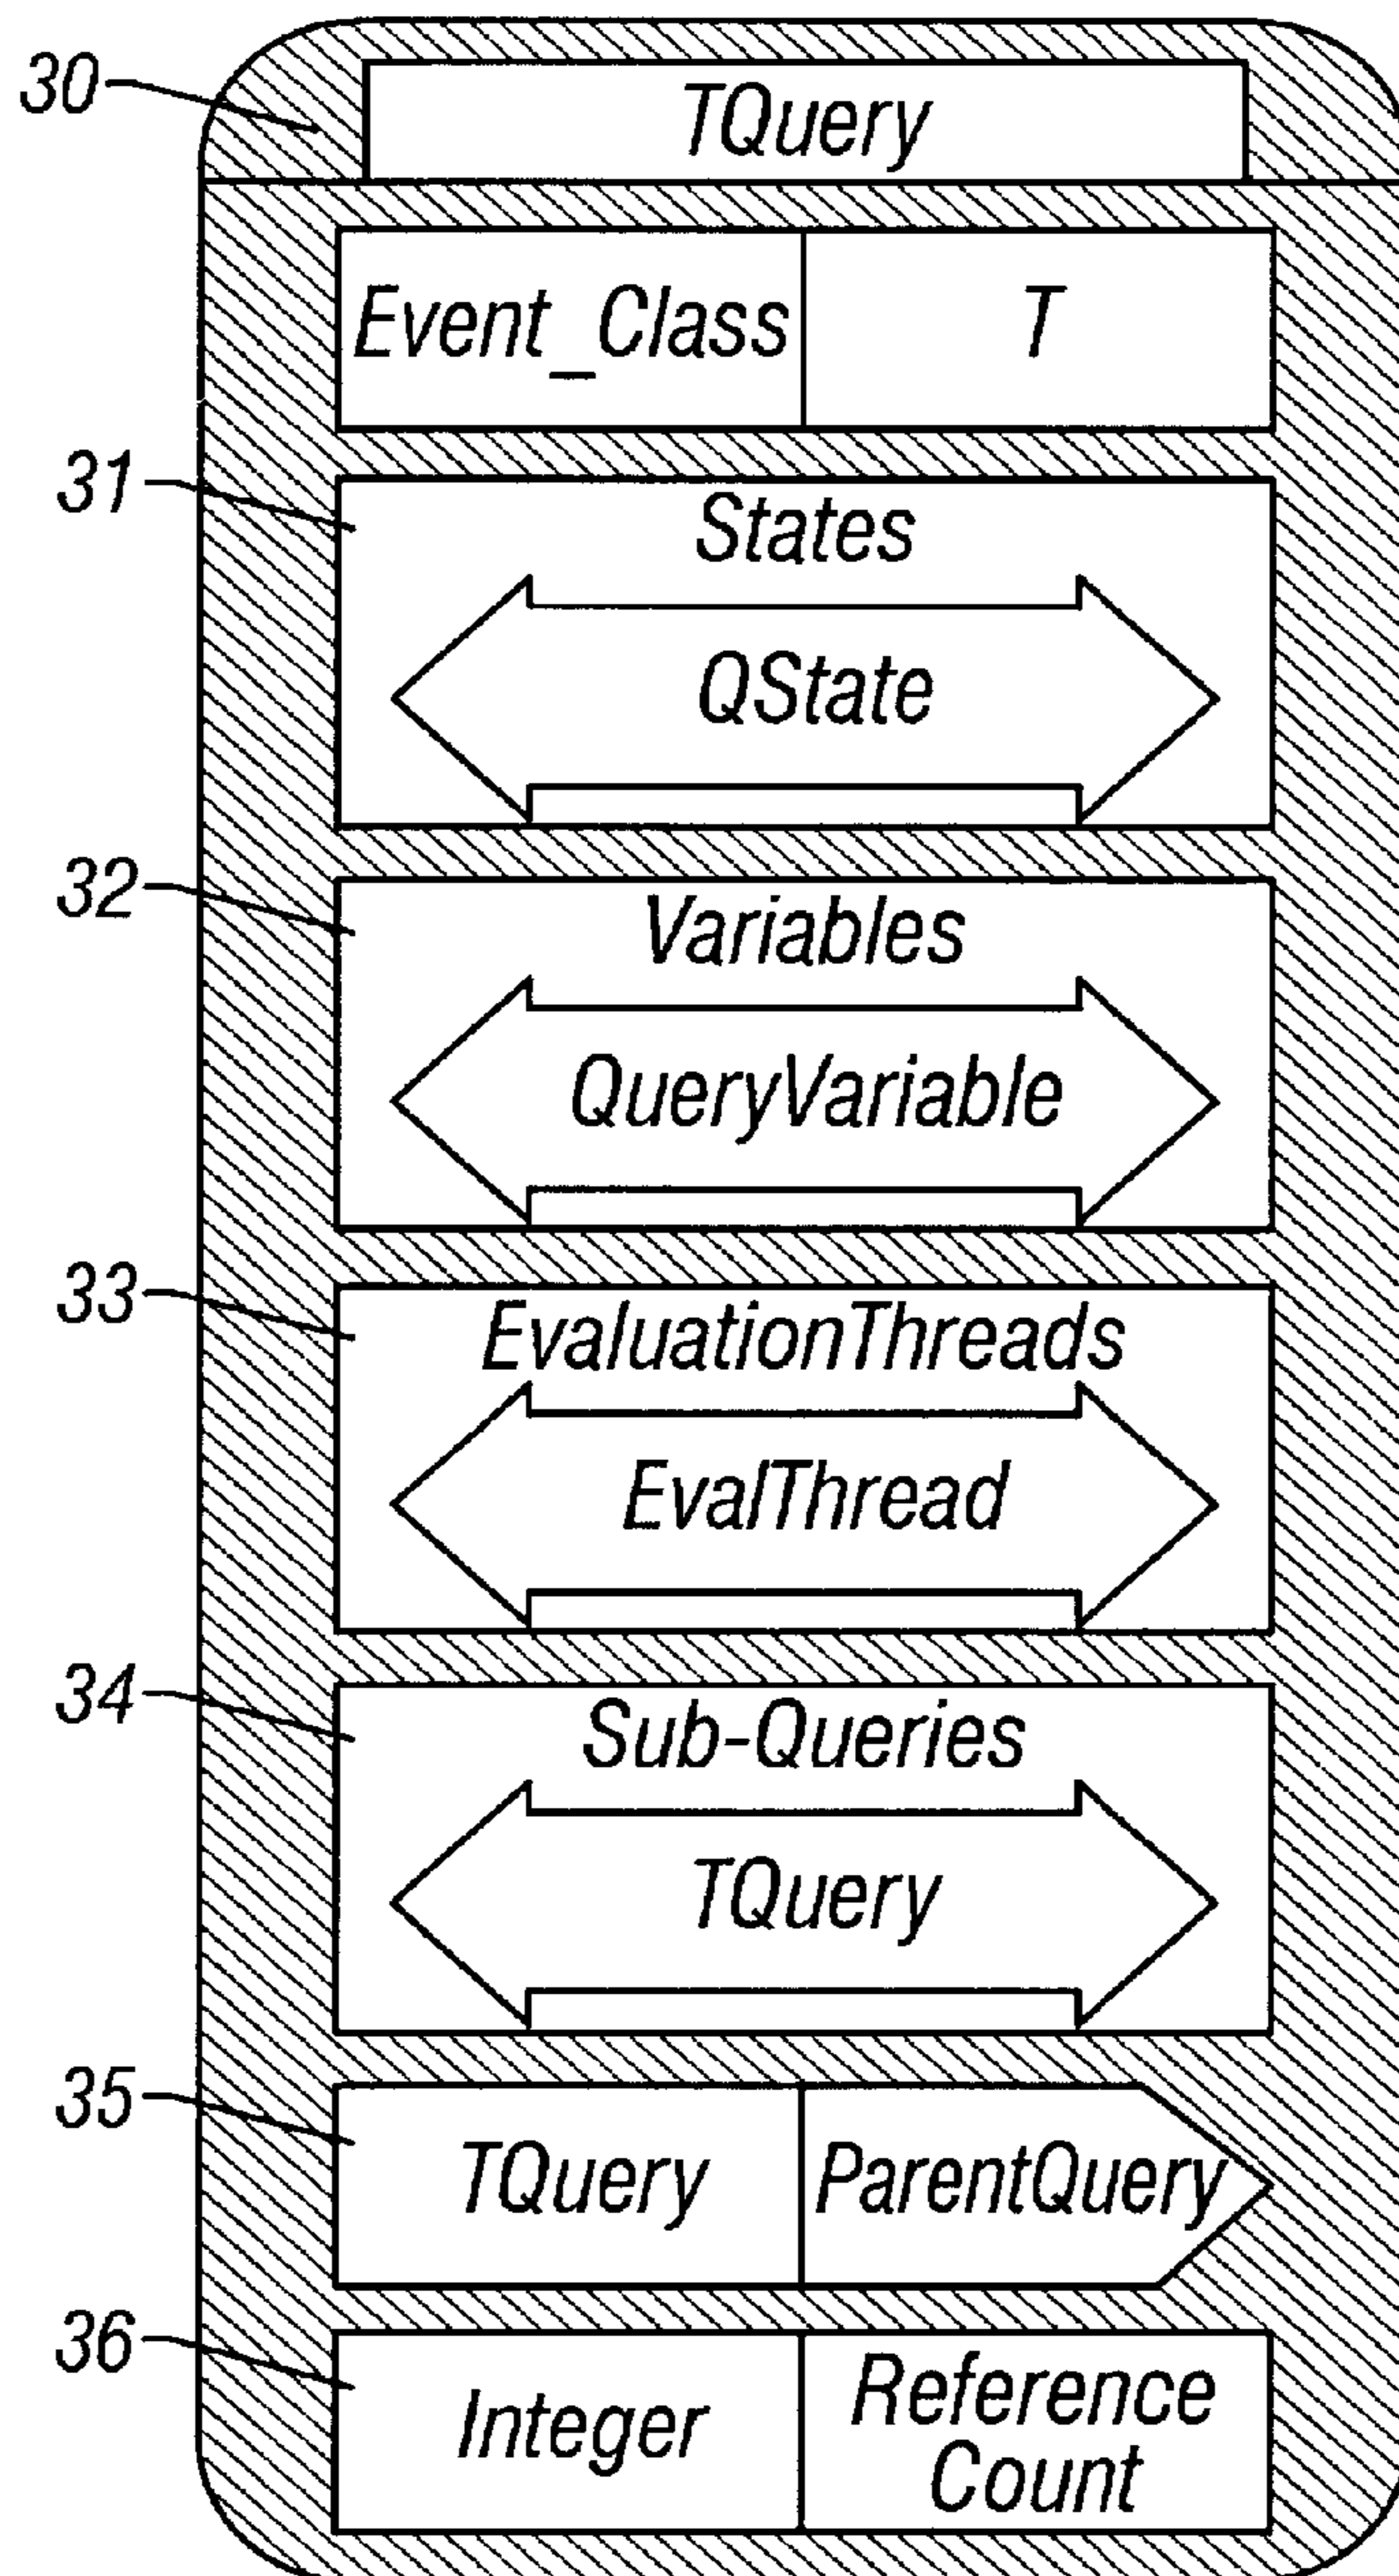 30
TQuery
Event_Class
T
31
States
QState
32
Variables
QueryVariable
33
EvaluationThreads
EvalThread
34
Sub-Queries
TQuery
35
TQuery
ParentQuery
36
Integer
Reference
Count